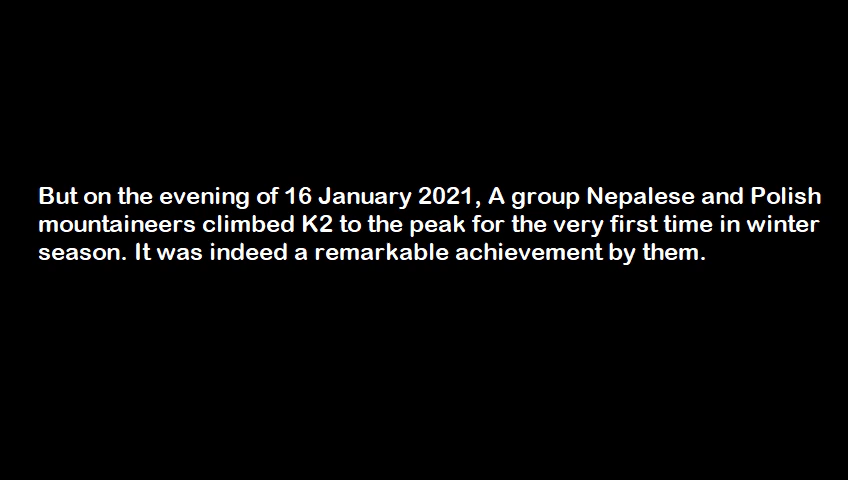 But on the evening of 16 January 2021, A group Nepalese and Polish
mountaineers climbed K2 to the peak for the very first time in winter
season. It was indeed a remarkable achievement by them.